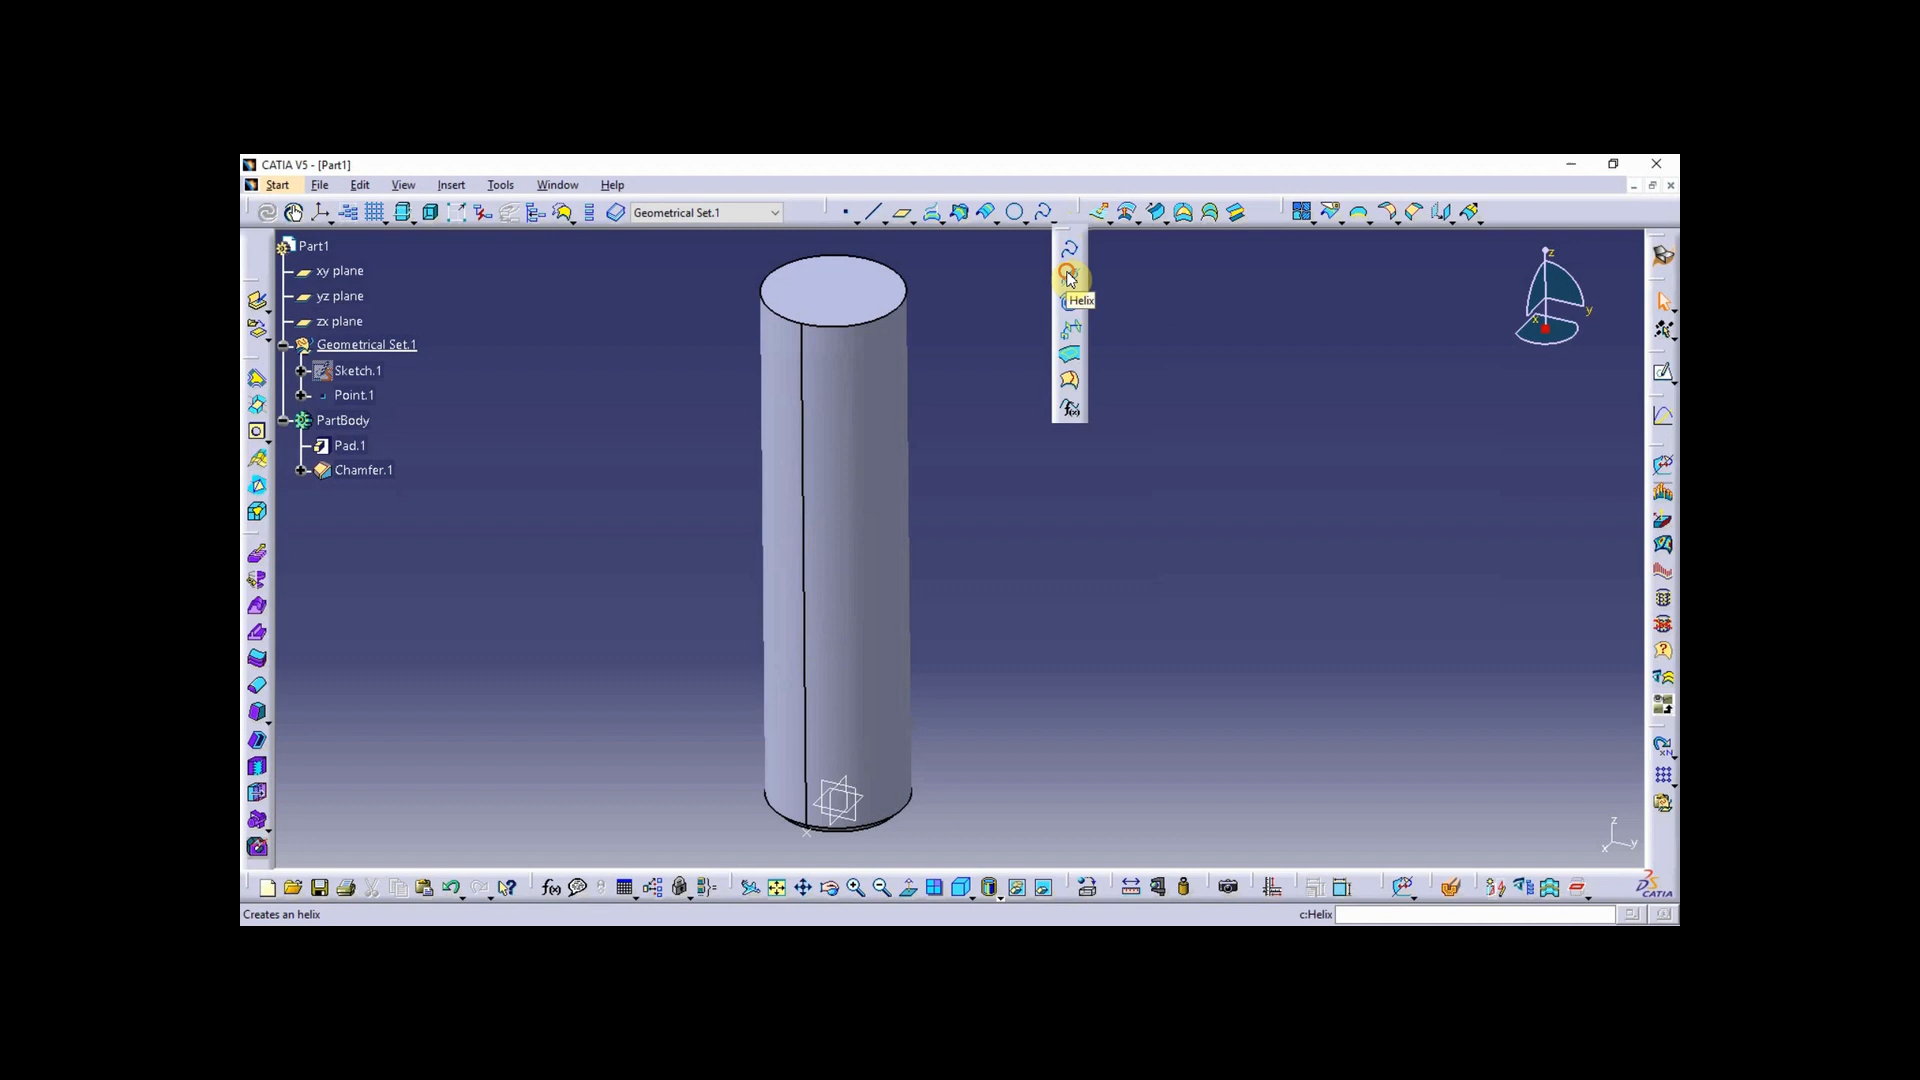 CATIA V5 - [Part1]
Start File Edit View Insert Tools Window Help
Geometrical Set.1
Part1
xy plane
yz plane
zx plane
Geometrical Set.1
Sketch.1
Point.1
PartBody
Pad.1
Chamfer.1
Helix
f(x)
z
y
x
z
x y
f(x)
CATIA
Creates an helix
c:Helix